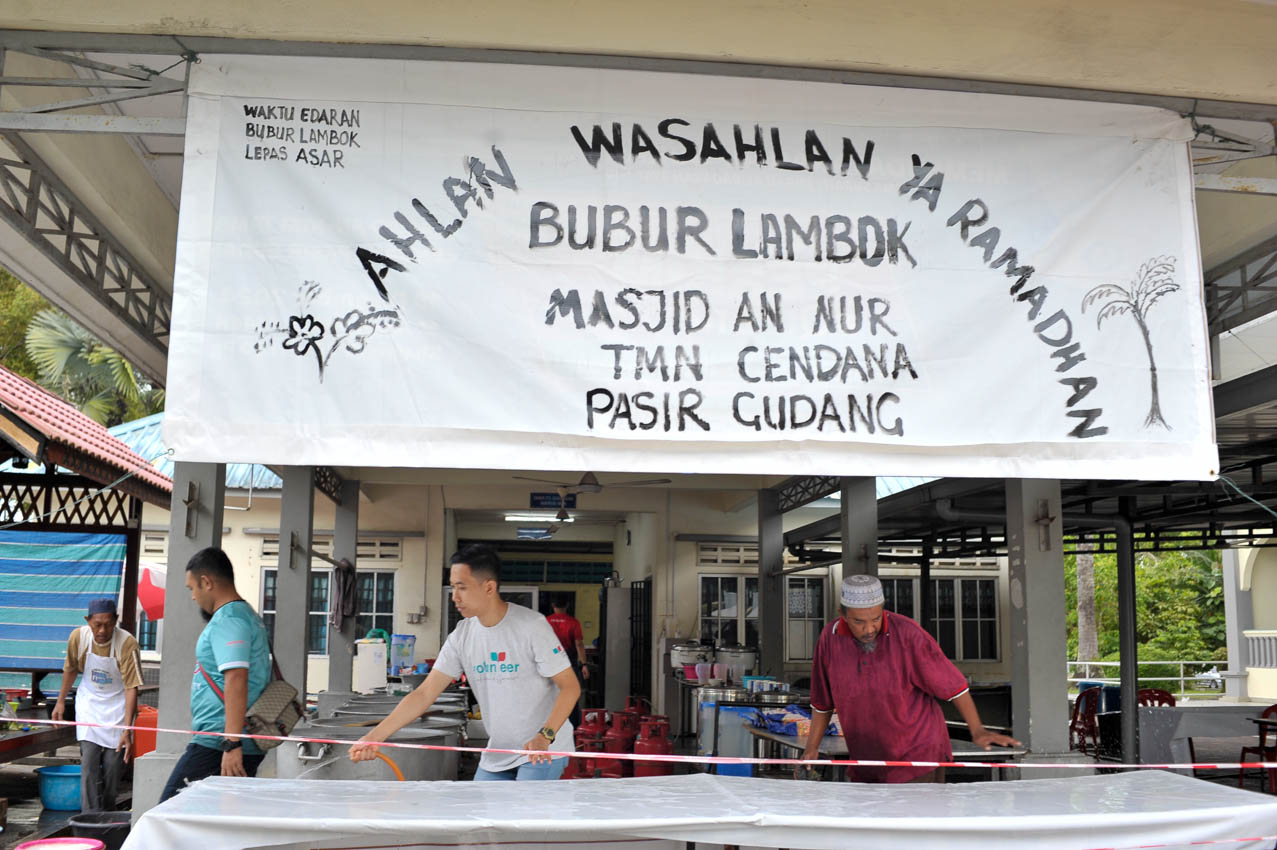 WAKTU EDARAN
BUBUR LAMBOK
LEPAS ASAR
AHLAN WASAHLAN YA RAMADHAN
BUBUR LAMBOK
MASJID AN NUR
TMN CENDANA
PASIR GUDANG